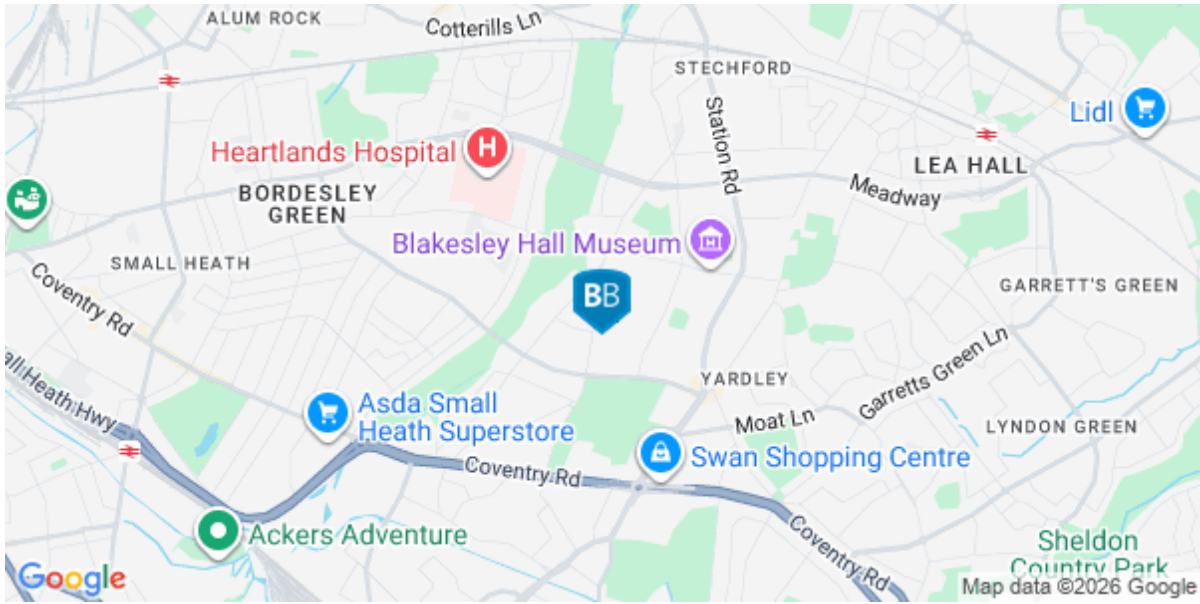 ALUM ROCK
Cotterills Ln
STECHFORD
Station Rd
Lidl
Heartlands Hospital
H
LEA HALL
Meadway
BORDESLEY
GREEN
Blakesley Hall Museum
SMALL HEATH
Coventry Rd
BB
GARRETT'S GREEN
all Heath Hwy
Asda Small
Heath Superstore
YARDLEY
Garretts Green Ln
Moat Ln
LYNDON GREEN
Swan Shopping Centre
Coventry Rd
Ackers Adventure
Coventry Rd
Sheldon
Country Park
Google
Map data ©2026 Google